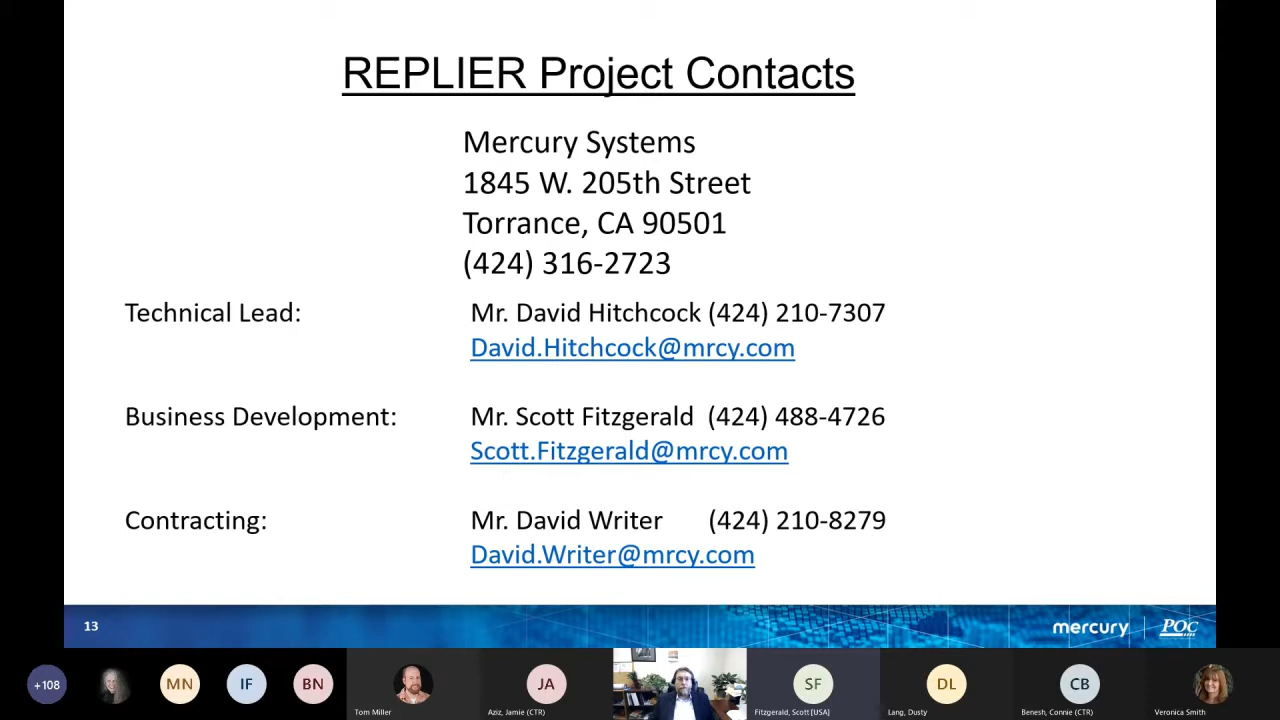 REPLIER Project Contacts
Mercury Systems
1845 W. 205th Street
Torrance, CA 90501
(424) 316-2723
Technical Lead: Mr. David Hitchcock (424) 210-7307
David.Hitchcock@mrcy.com
Business Development: Mr. Scott Fitzgerald (424) 488-4726
Scott.Fitzgerald@mrcy.com
Contracting: Mr. David Writer (424) 210-8279
David.Writer@mrcy.com
13 mercury POC
+108 MN IF BN JA SF DL CB
Tom Miller Aziz, Jamie (CTR) Fitzgerald, Scott [USA] Lang, Dusty Benesh, Connie (CTR) Veronica Smith